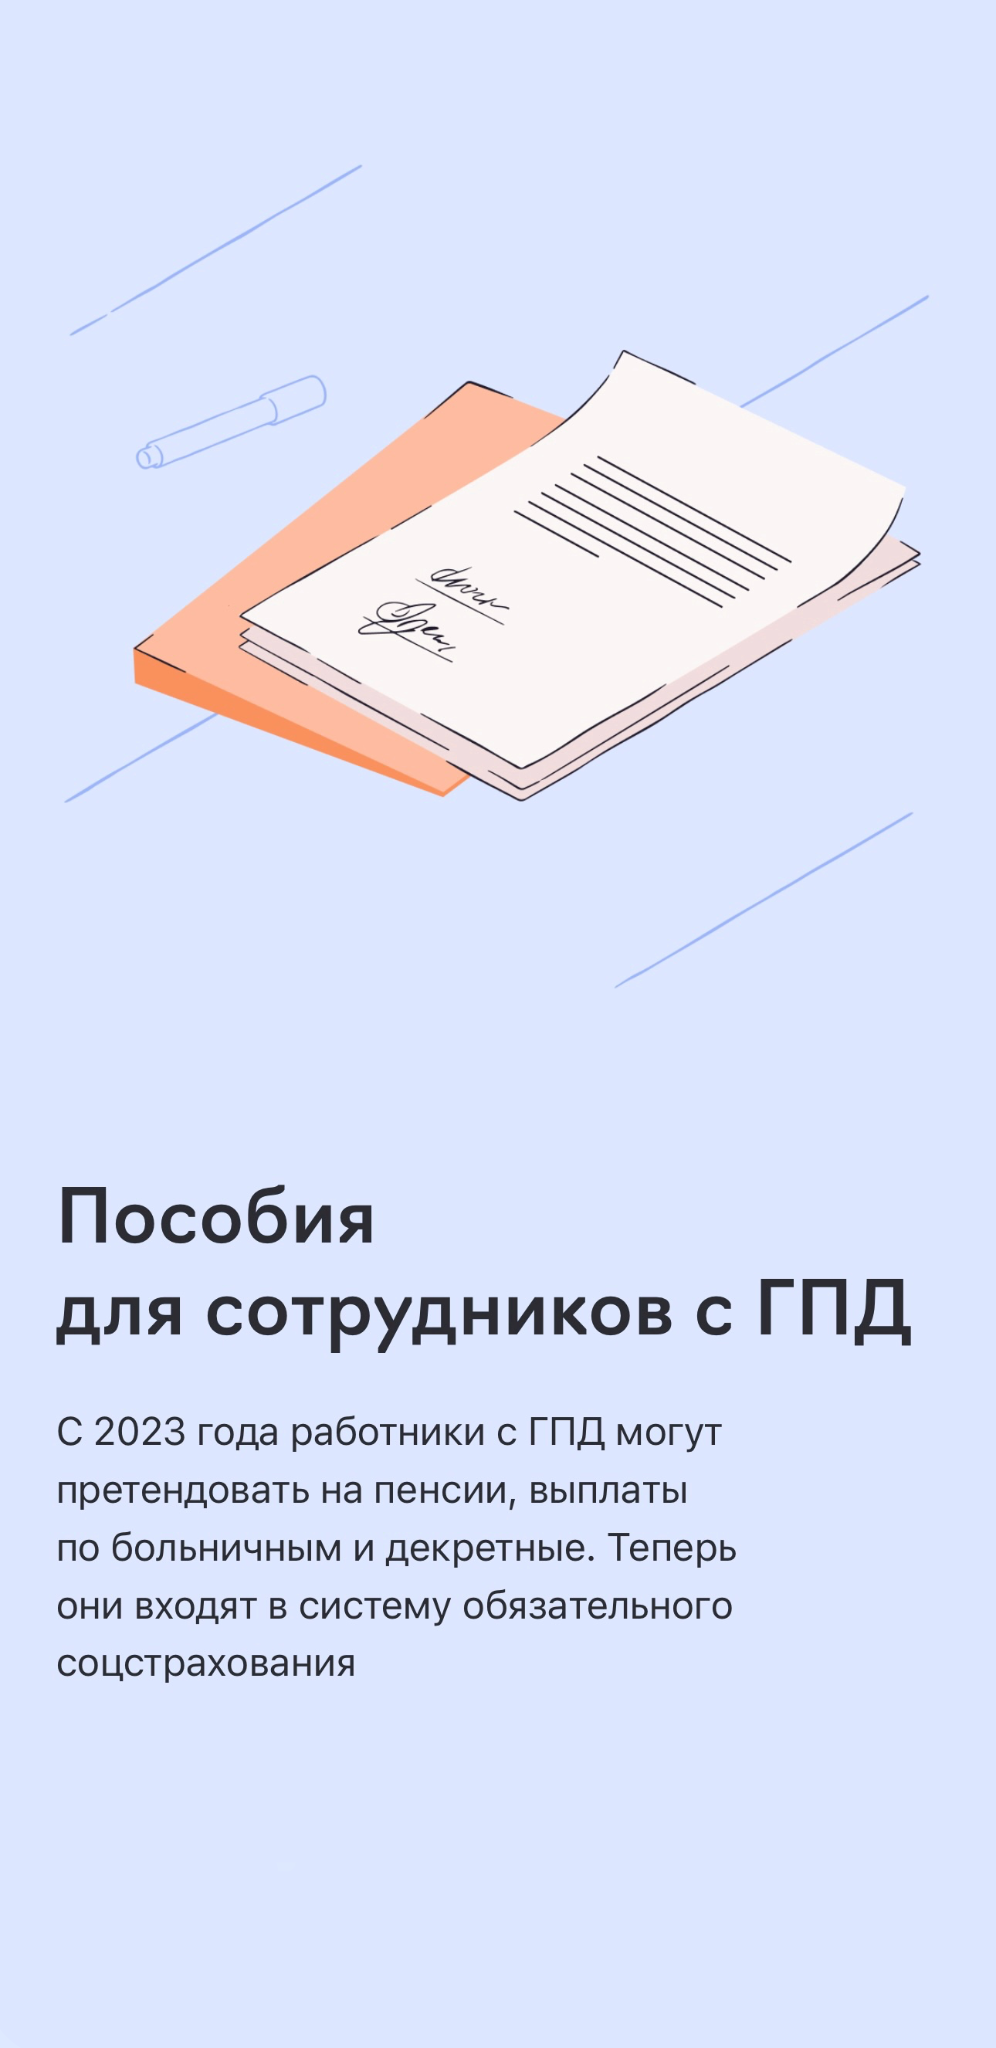 Пособия
для сотрудников с ГПД
С 2023 года работники с ГПД могут
претендовать на пенсии, выплаты
по больничным и декретные. Теперь
они входят в систему обязательного
соцстрахования